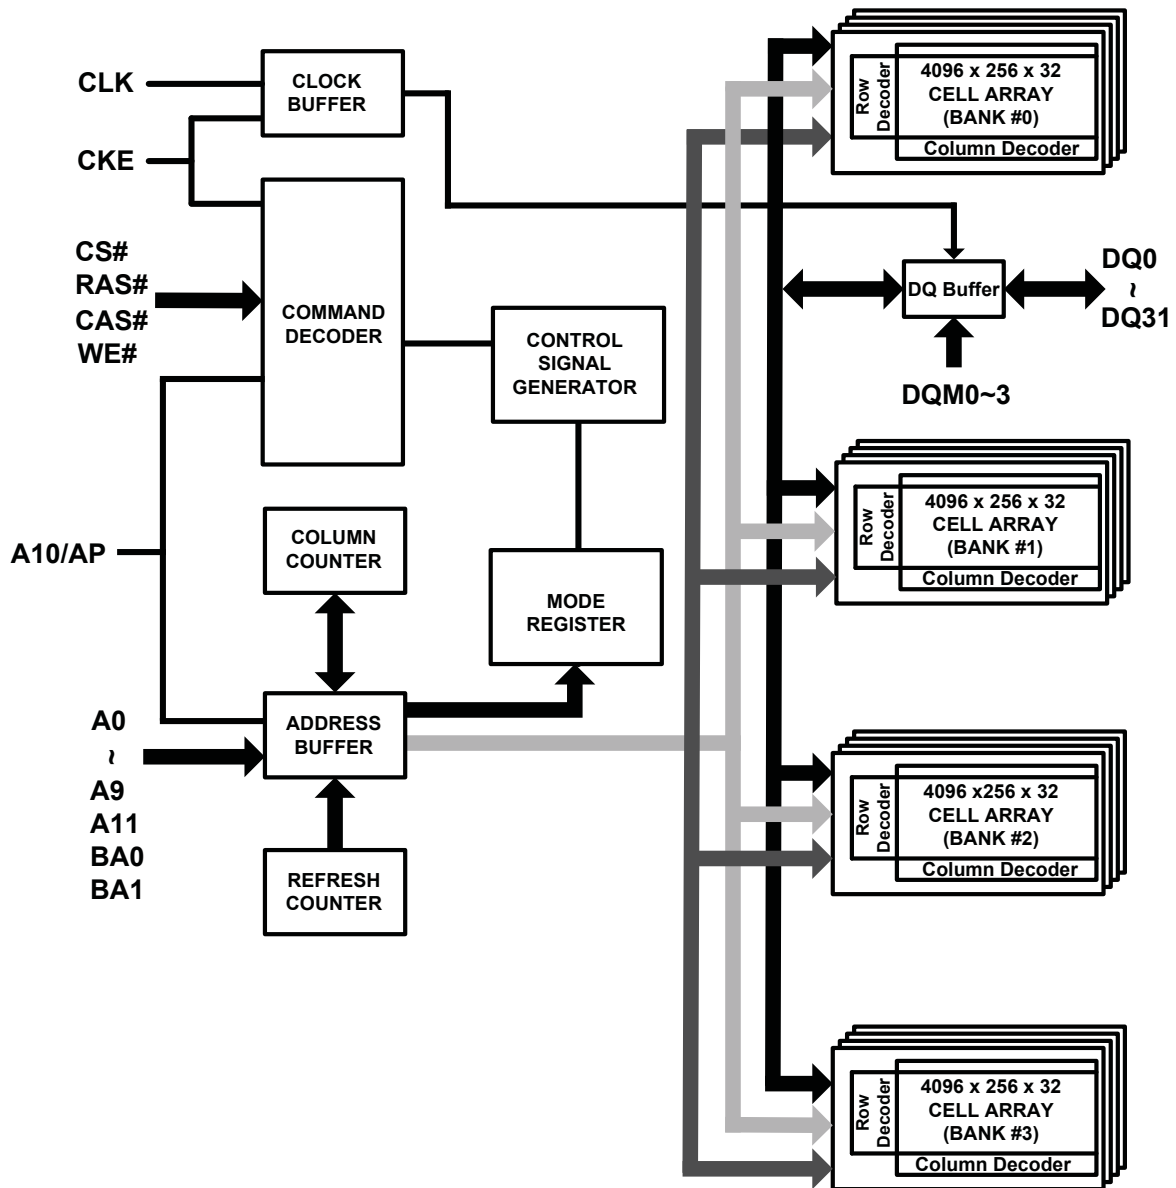 CLK
CKE
CLOCK
BUFFER
CS#
RAS#
CAS#
WE#
COMMAND
DECODER
CONTROL
SIGNAL
GENERATOR
A10/AP
COLUMN
COUNTER
MODE
REGISTER
A0
~
A9
A11
BA0
BA1
ADDRESS
BUFFER
REFRESH
COUNTER
Row
Decoder
4096 x 256 x 32
CELL ARRAY
(BANK #0)
Column Decoder
DQ Buffer
DQ0
~
DQ31
DQM0~3
Row
Decoder
4096 x 256 x 32
CELL ARRAY
(BANK #1)
Column Decoder
Row
Decoder
4096 x256 x 32
CELL ARRAY
(BANK #2)
Column Decoder
Row
Decoder
4096 x 256 x 32
CELL ARRAY
(BANK #3)
Column Decoder